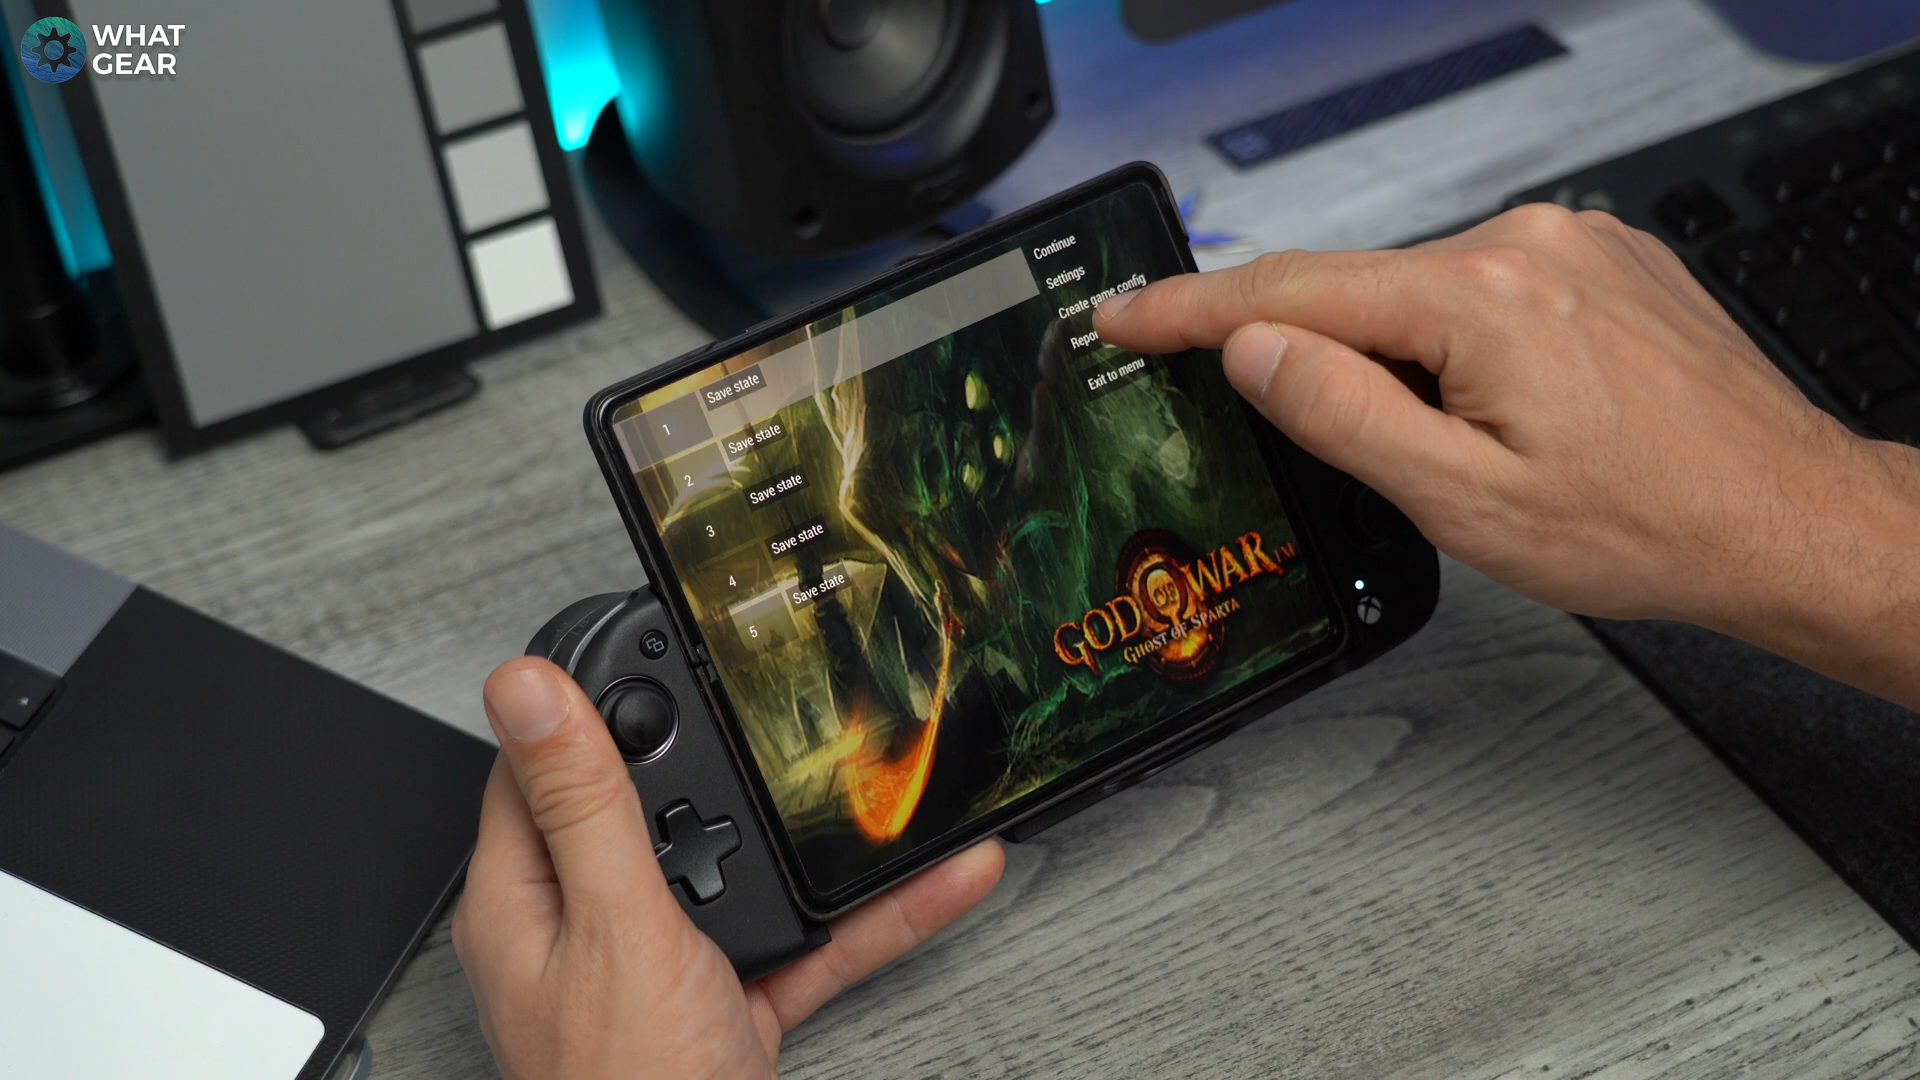 WHAT
GEAR
Continue
Settings
Create game config
Exit to menu
1
Save state
2
Save state
3
Save state
4
Save state
5
Save state
GOD OF WAR TM
GHOST OF SPARTA